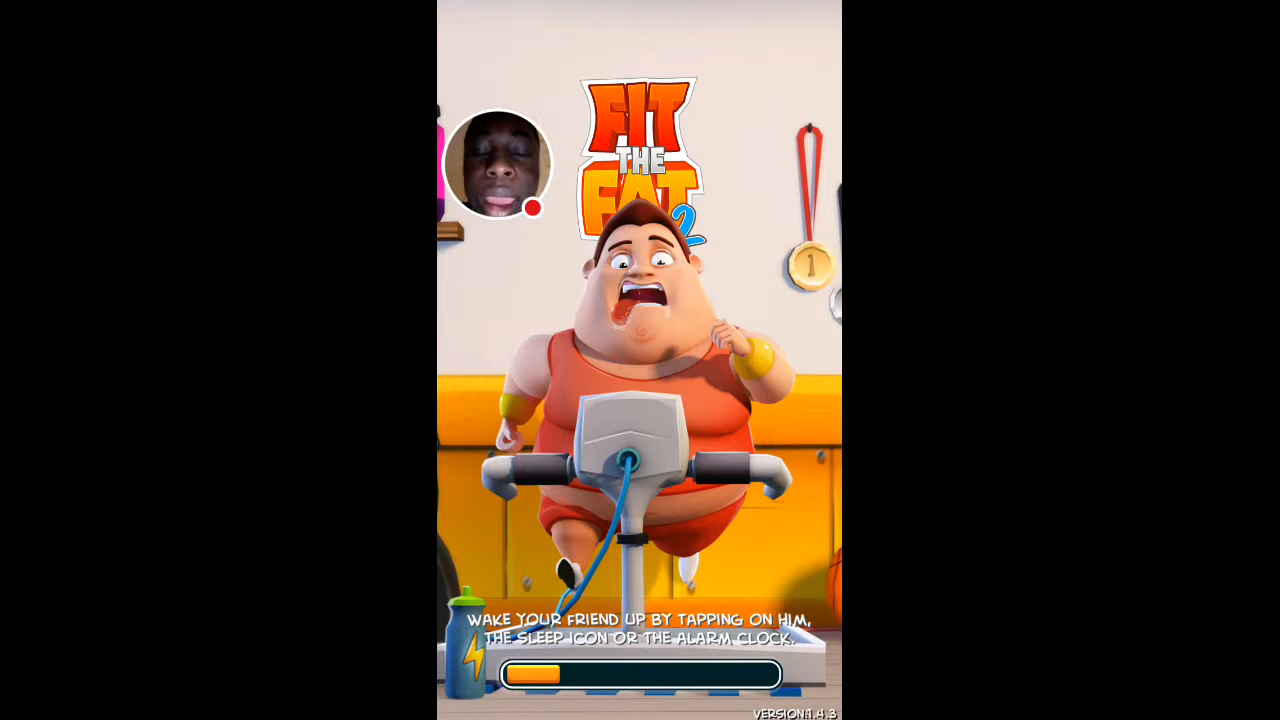 FIT
THE
FAT
2
1
WAKE YOUR FRIEND UP BY TAPPING ON HIM,
THE SLEEP ICON OR THE ALARM CLOCK.
VERSION:1.4.3